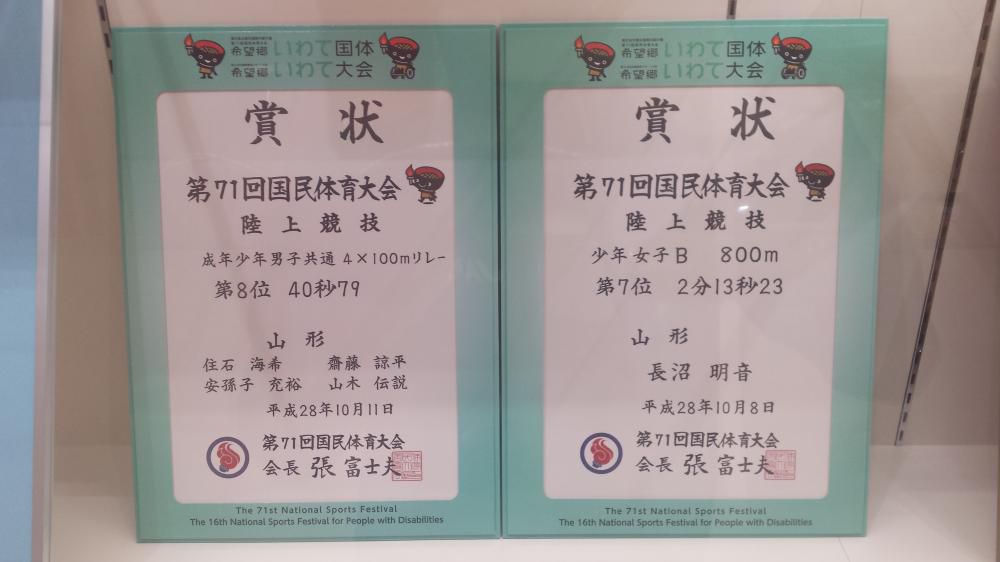 希望郷 いわて国体
希望郷 いわて大会
賞 状
第71回国民体育大会
陸上競技
成年少年男子共通 4×100mリレー
第8位 40秒79
山形
住石 海希 齋藤 諒平
安孫子 充裕 山木 伝説
平成28年10月11日
第71回国民体育大会
会長 張 富士夫
The 71st National Sports Festival
The 16th National Sports Festival for People with Disabilities
希望郷 いわて国体
希望郷 いわて大会
賞 状
第71回国民体育大会
陸上競技
少年女子B 800m
第7位 2分13秒23
山形
長沼 明音
平成28年10月8日
第71回国民体育大会
会長 張 富士夫
The 71st National Sports Festival
The 16th National Sports Festival for People with Disabilities